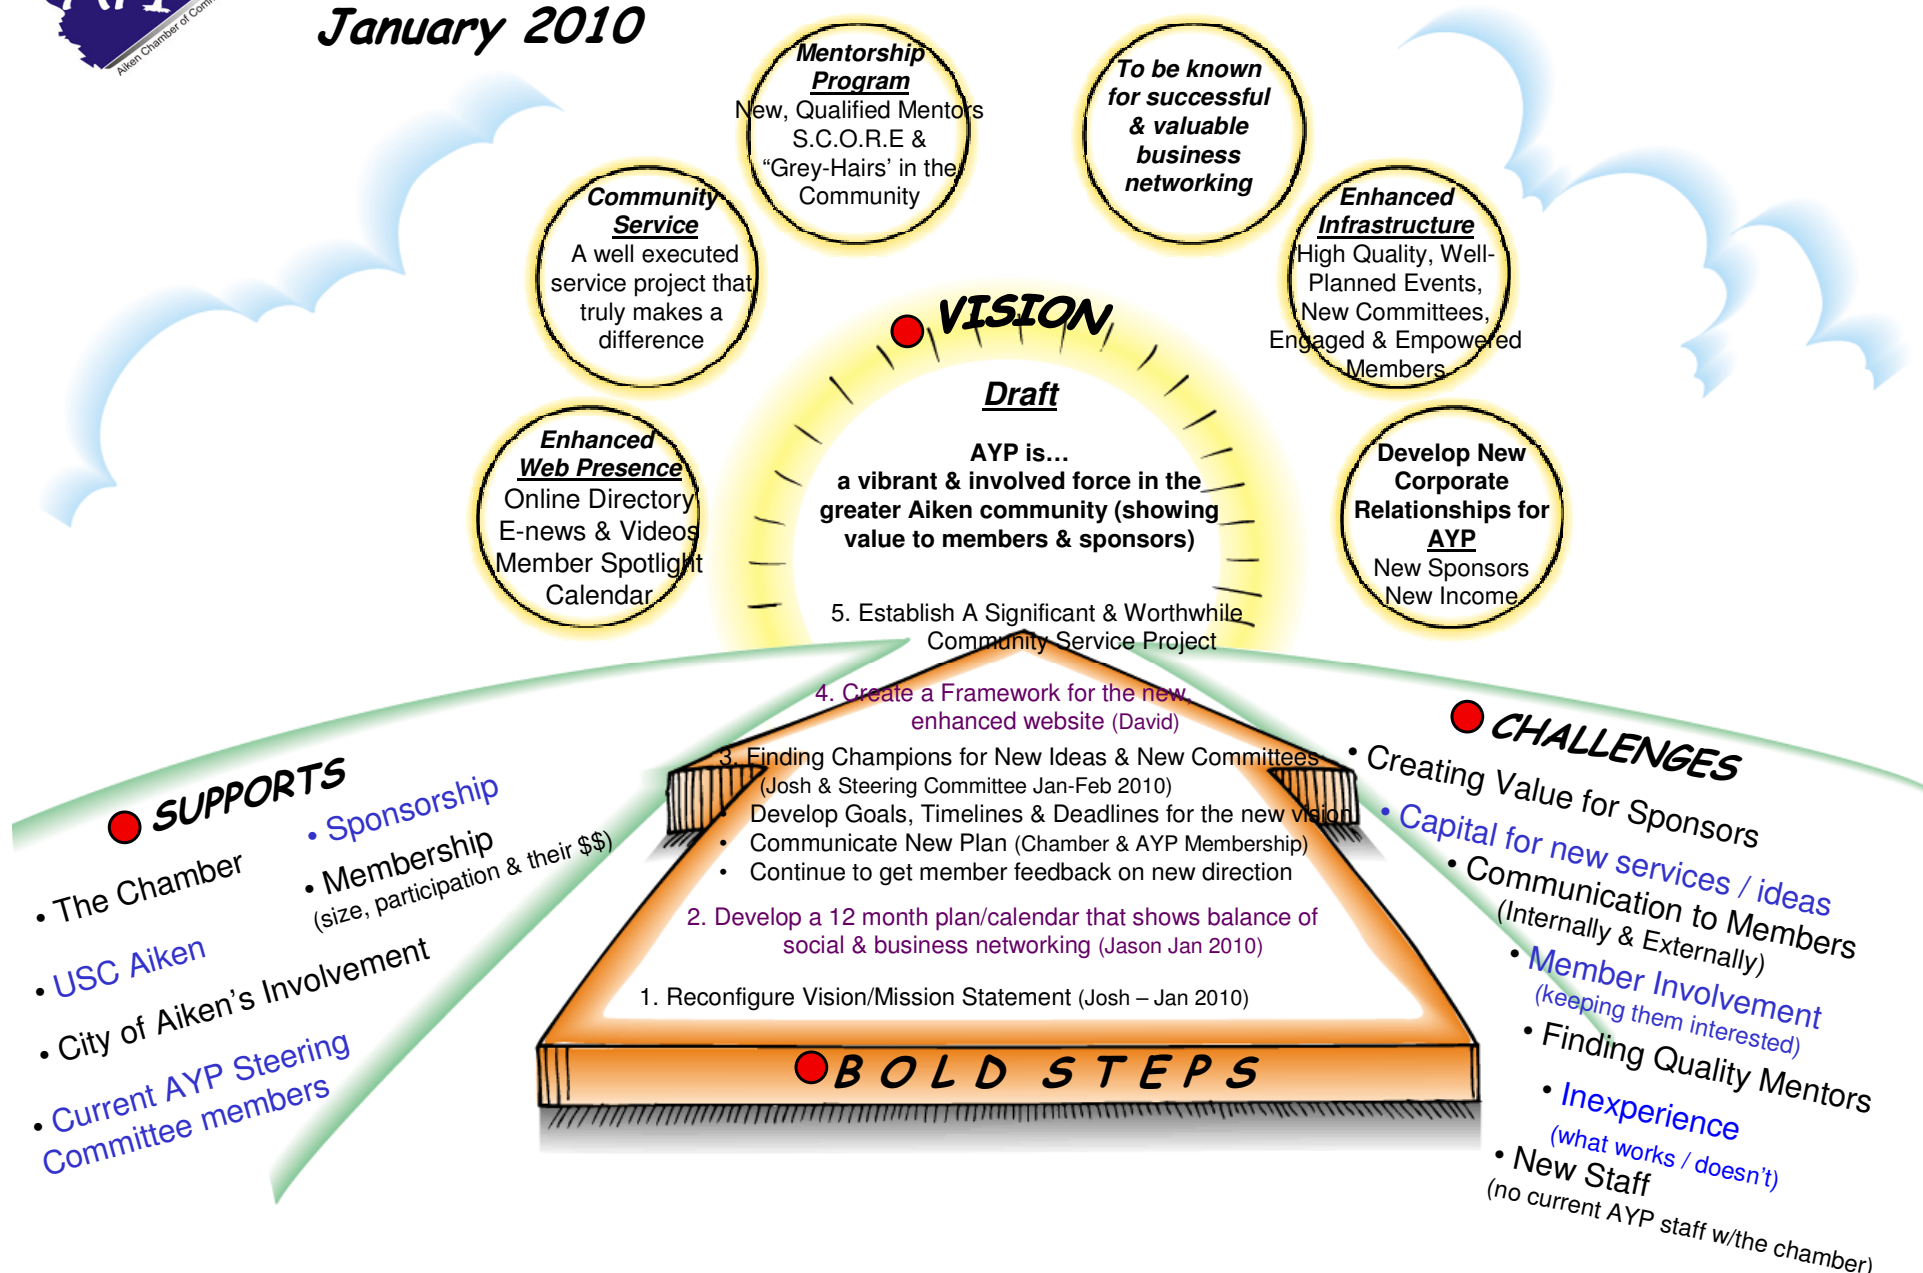 Aiken Chamber of
January 2010
Mentorship
Program
New, Qualified Mentors
S.C.O.R.E &
“Grey-Hairs’ in the
Community
To be known
for successful
& valuable
business
networking
Community
Service
A well executed
service project that
truly makes a
difference
Enhanced
Infrastructure
High Quality, Well-
Planned Events,
New Committees,
Engaged & Empowered
Members
Enhanced
Web Presence
Online Directory
E-news & Videos
Member Spotlight
Calendar
Develop New
Corporate
Relationships for
AYP
New Sponsors
New Income
VISION
Draft
AYP is…
a vibrant & involved force in the
greater Aiken community (showing
value to members & sponsors)
5. Establish A Significant & Worthwhile
Community Service Project
4. Create a Framework for the new,
enhanced website (David)
3. Finding Champions for New Ideas & New Committees
(Josh & Steering Committee Jan-Feb 2010)
• Develop Goals, Timelines & Deadlines for the new vision
• Communicate New Plan (Chamber & AYP Membership)
• Continue to get member feedback on new direction
2. Develop a 12 month plan/calendar that shows balance of
social & business networking (Jason Jan 2010)
1. Reconfigure Vision/Mission Statement (Josh – Jan 2010)
BOLD STEPS
SUPPORTS
• Sponsorship
• The Chamber
• Membership
(size, participation & their $$)
• USC Aiken
• City of Aiken’s Involvement
• Current AYP Steering
Committee members
CHALLENGES
• Creating Value for Sponsors
• Capital for new services / ideas
• Communication to Members
(Internally & Externally)
• Member Involvement
(keeping them interested)
• Finding Quality Mentors
• Inexperience
(what works / doesn’t)
• New Staff
(no current AYP staff w/the chamber)